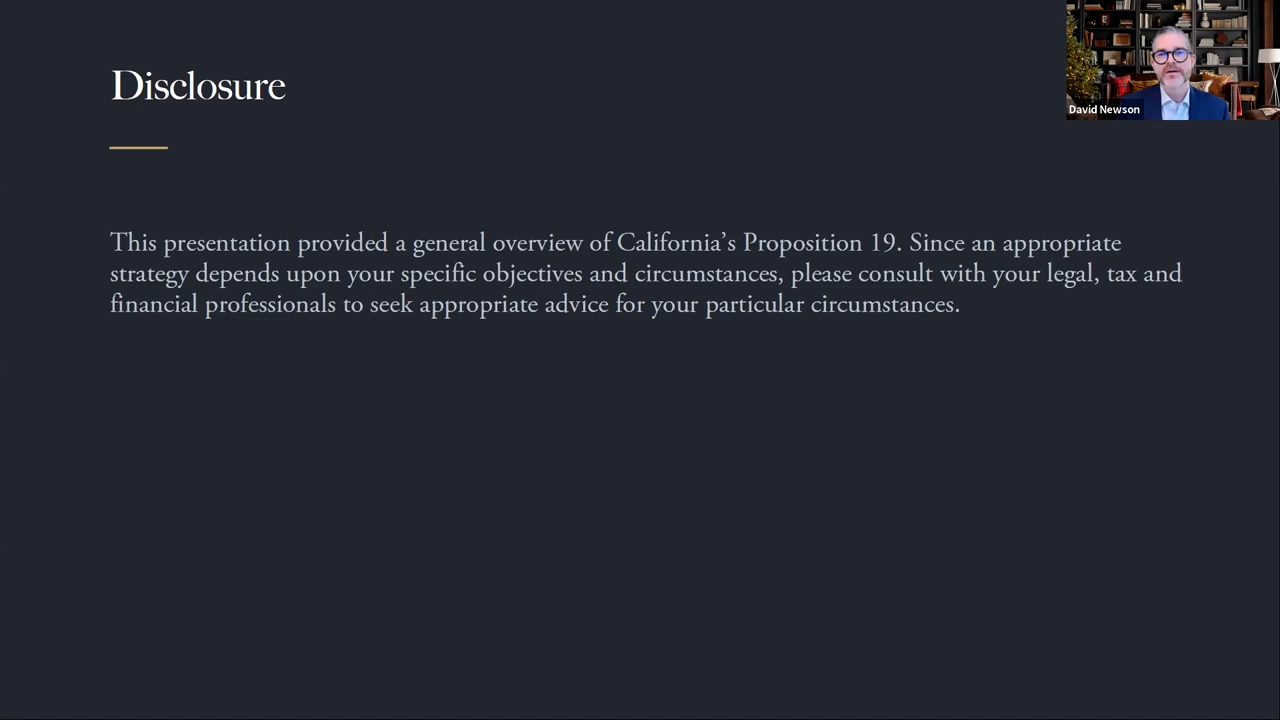 Disclosure
David Newson
This presentation provided a general overview of California’s Proposition 19. Since an appropriate
strategy depends upon your specific objectives and circumstances, please consult with your legal, tax and
financial professionals to seek appropriate advice for your particular circumstances.